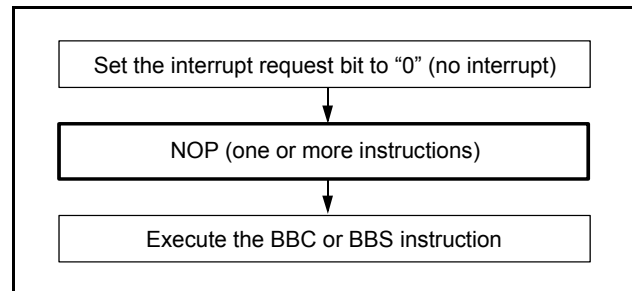 Set the interrupt request bit to “0” (no interrupt)
NOP (one or more instructions)
Execute the BBC or BBS instruction